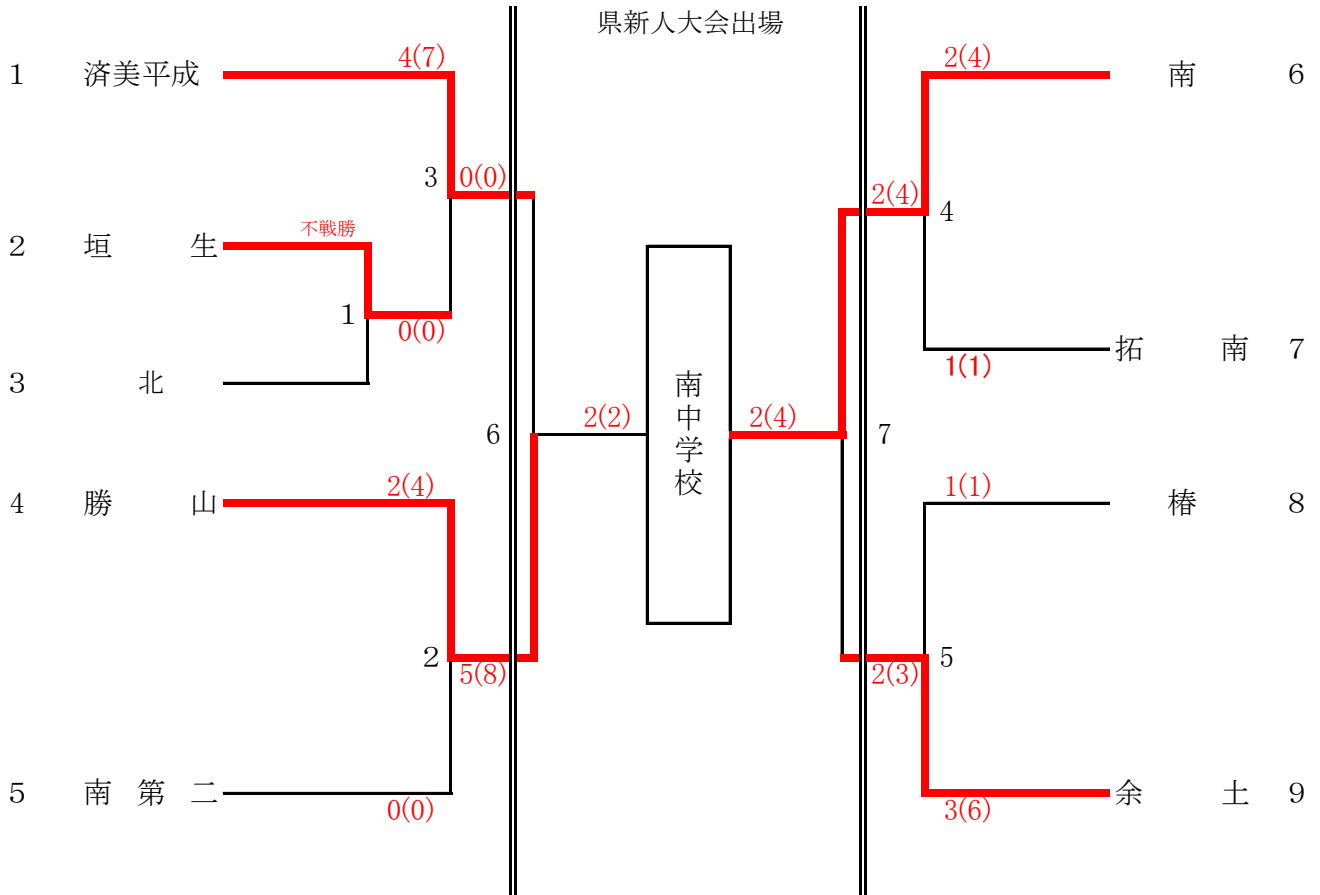 県新人大会出場
1 済美平成 4(7)
2(4) 南 6
3 0(0)
2(4) 4
2 垣 生 不戦勝
1 0(0)
1(1) 拓 南 7
3 北
南中学校
6 2(2)
2(4) 7
4 勝 山 2(4)
1(1) 椿 8
2 5(8)
2(3) 5
5 南 第 二 0(0)
3(6) 余 土 9